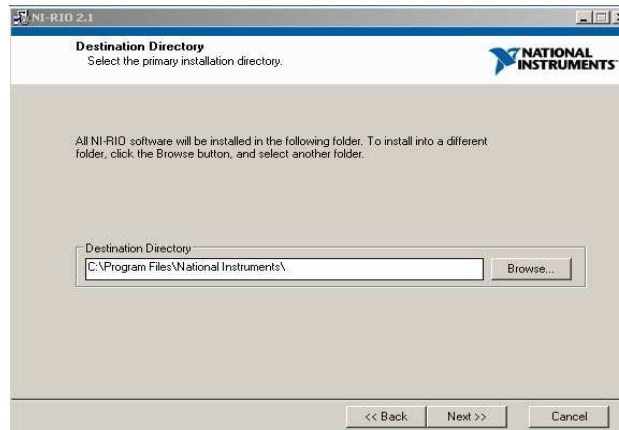 NI-RIO 2.1
Destination Directory
Select the primary installation directory.
NATIONAL
INSTRUMENTS
All NI-RIO software will be installed in the following folder. To install into a different
folder, click the Browse button, and select another folder.
Destination Directory
C:\Program Files\National Instruments\
Browse...
<< Back
Next >>
Cancel